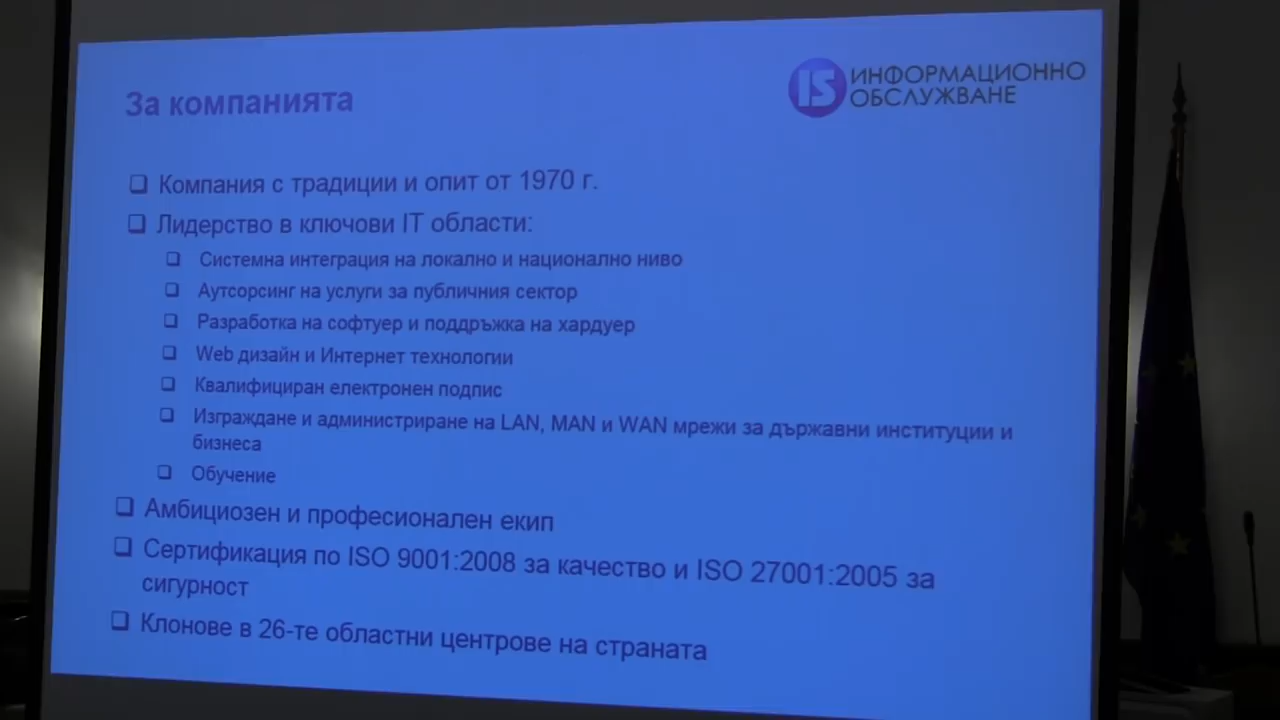 За компанията
IS ИНФОРМАЦИОННО
ОБСЛУЖВАНЕ
❑ Компания с традиции и опит от 1970 г.
❑ Лидерство в ключови IT области:
❑ Системна интеграция на локално и национално ниво
❑ Аутсорсинг на услуги за публичния сектор
❑ Разработка на софтуер и поддръжка на хардуер
❑ Web дизайн и Интернет технологии
❑ Квалифициран електронен подпис
❑ Изграждане и администриране на LAN, MAN и WAN мрежи за държавни институции и
бизнеса
❑ Обучение
❑ Амбициозен и професионален екип
❑ Сертификация по ISO 9001:2008 за качество и ISO 27001:2005 за
сигурност
❑ Клонове в 26-те областни центрове на страната